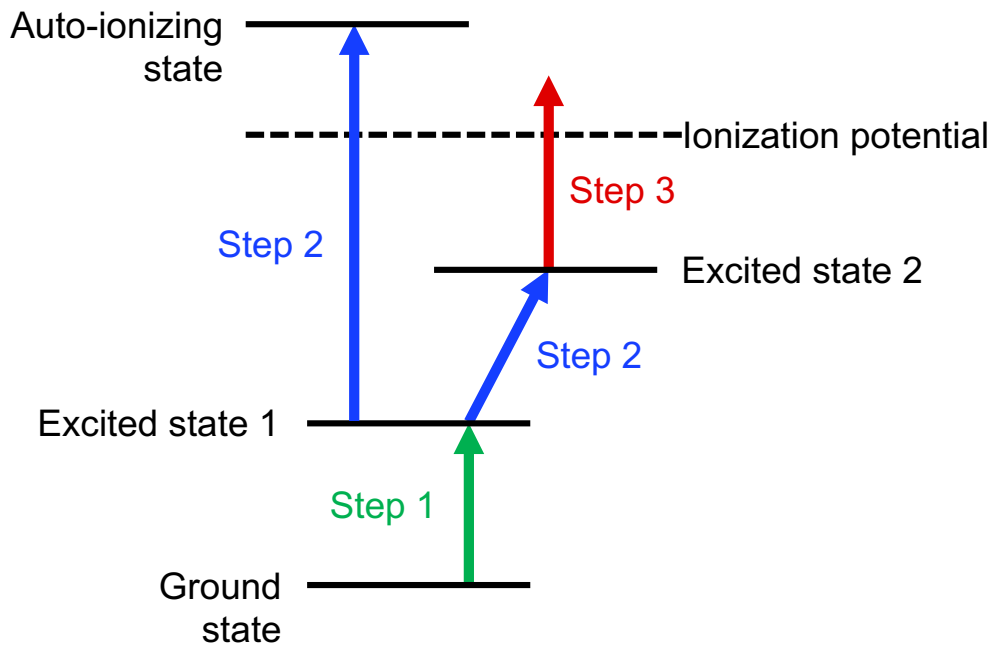 Auto-ionizing
state
Ionization potential
Step 3
Step 2
Excited state 2
Step 2
Excited state 1
Step 1
Ground
state